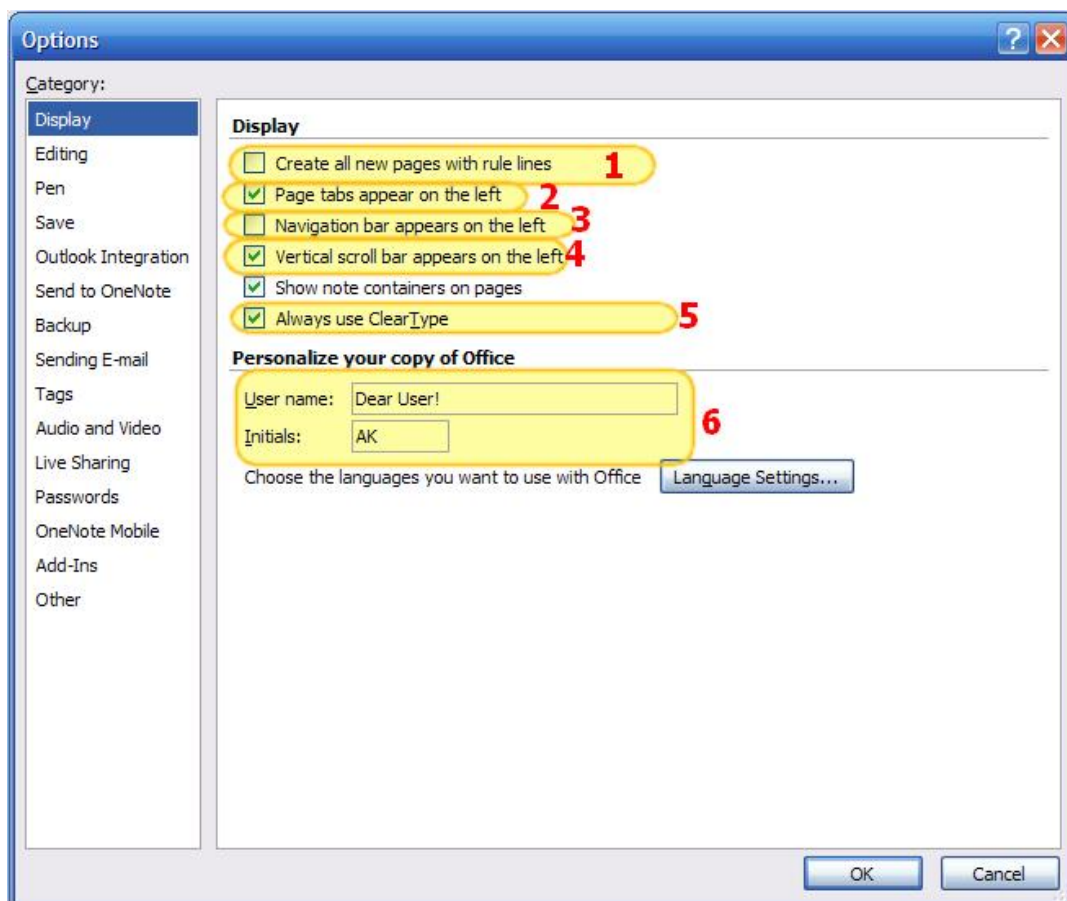 Options
Category:
Display
Editing
Pen
Save
Outlook Integration
Send to OneNote
Backup
Sending E-mail
Tags
Audio and Video
Live Sharing
Passwords
OneNote Mobile
Add-Ins
Other
Display
Create all new pages with rule lines 1
Page tabs appear on the left 2
Navigation bar appears on the left 3
Vertical scroll bar appears on the left 4
Show note containers on pages
Always use ClearType 5
Personalize your copy of Office
User name: Dear User!
Initials: AK
6
Choose the languages you want to use with Office Language Settings...
OK Cancel